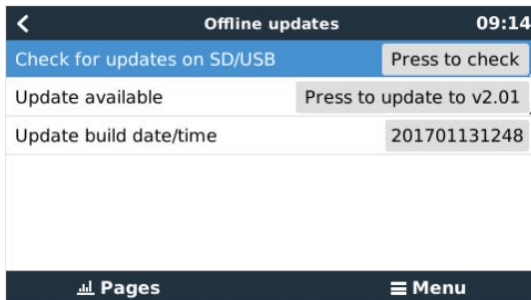 Offline updates 09:14
Check for updates on SD/USB Press to check
Update available Press to update to v2.01
Update build date/time 201701131248
Pages Menu